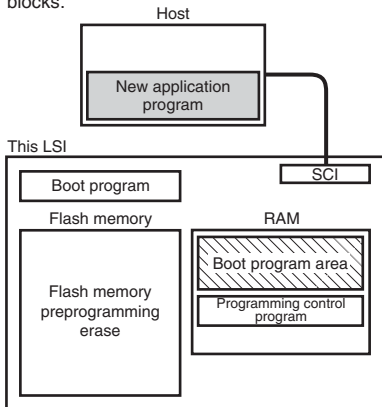 blocks.
Host
New application
program
This LSI
SCI
Boot program
Flash memory
RAM
Boot program area
Flash memory
preprogramming
erase
Programming control
program